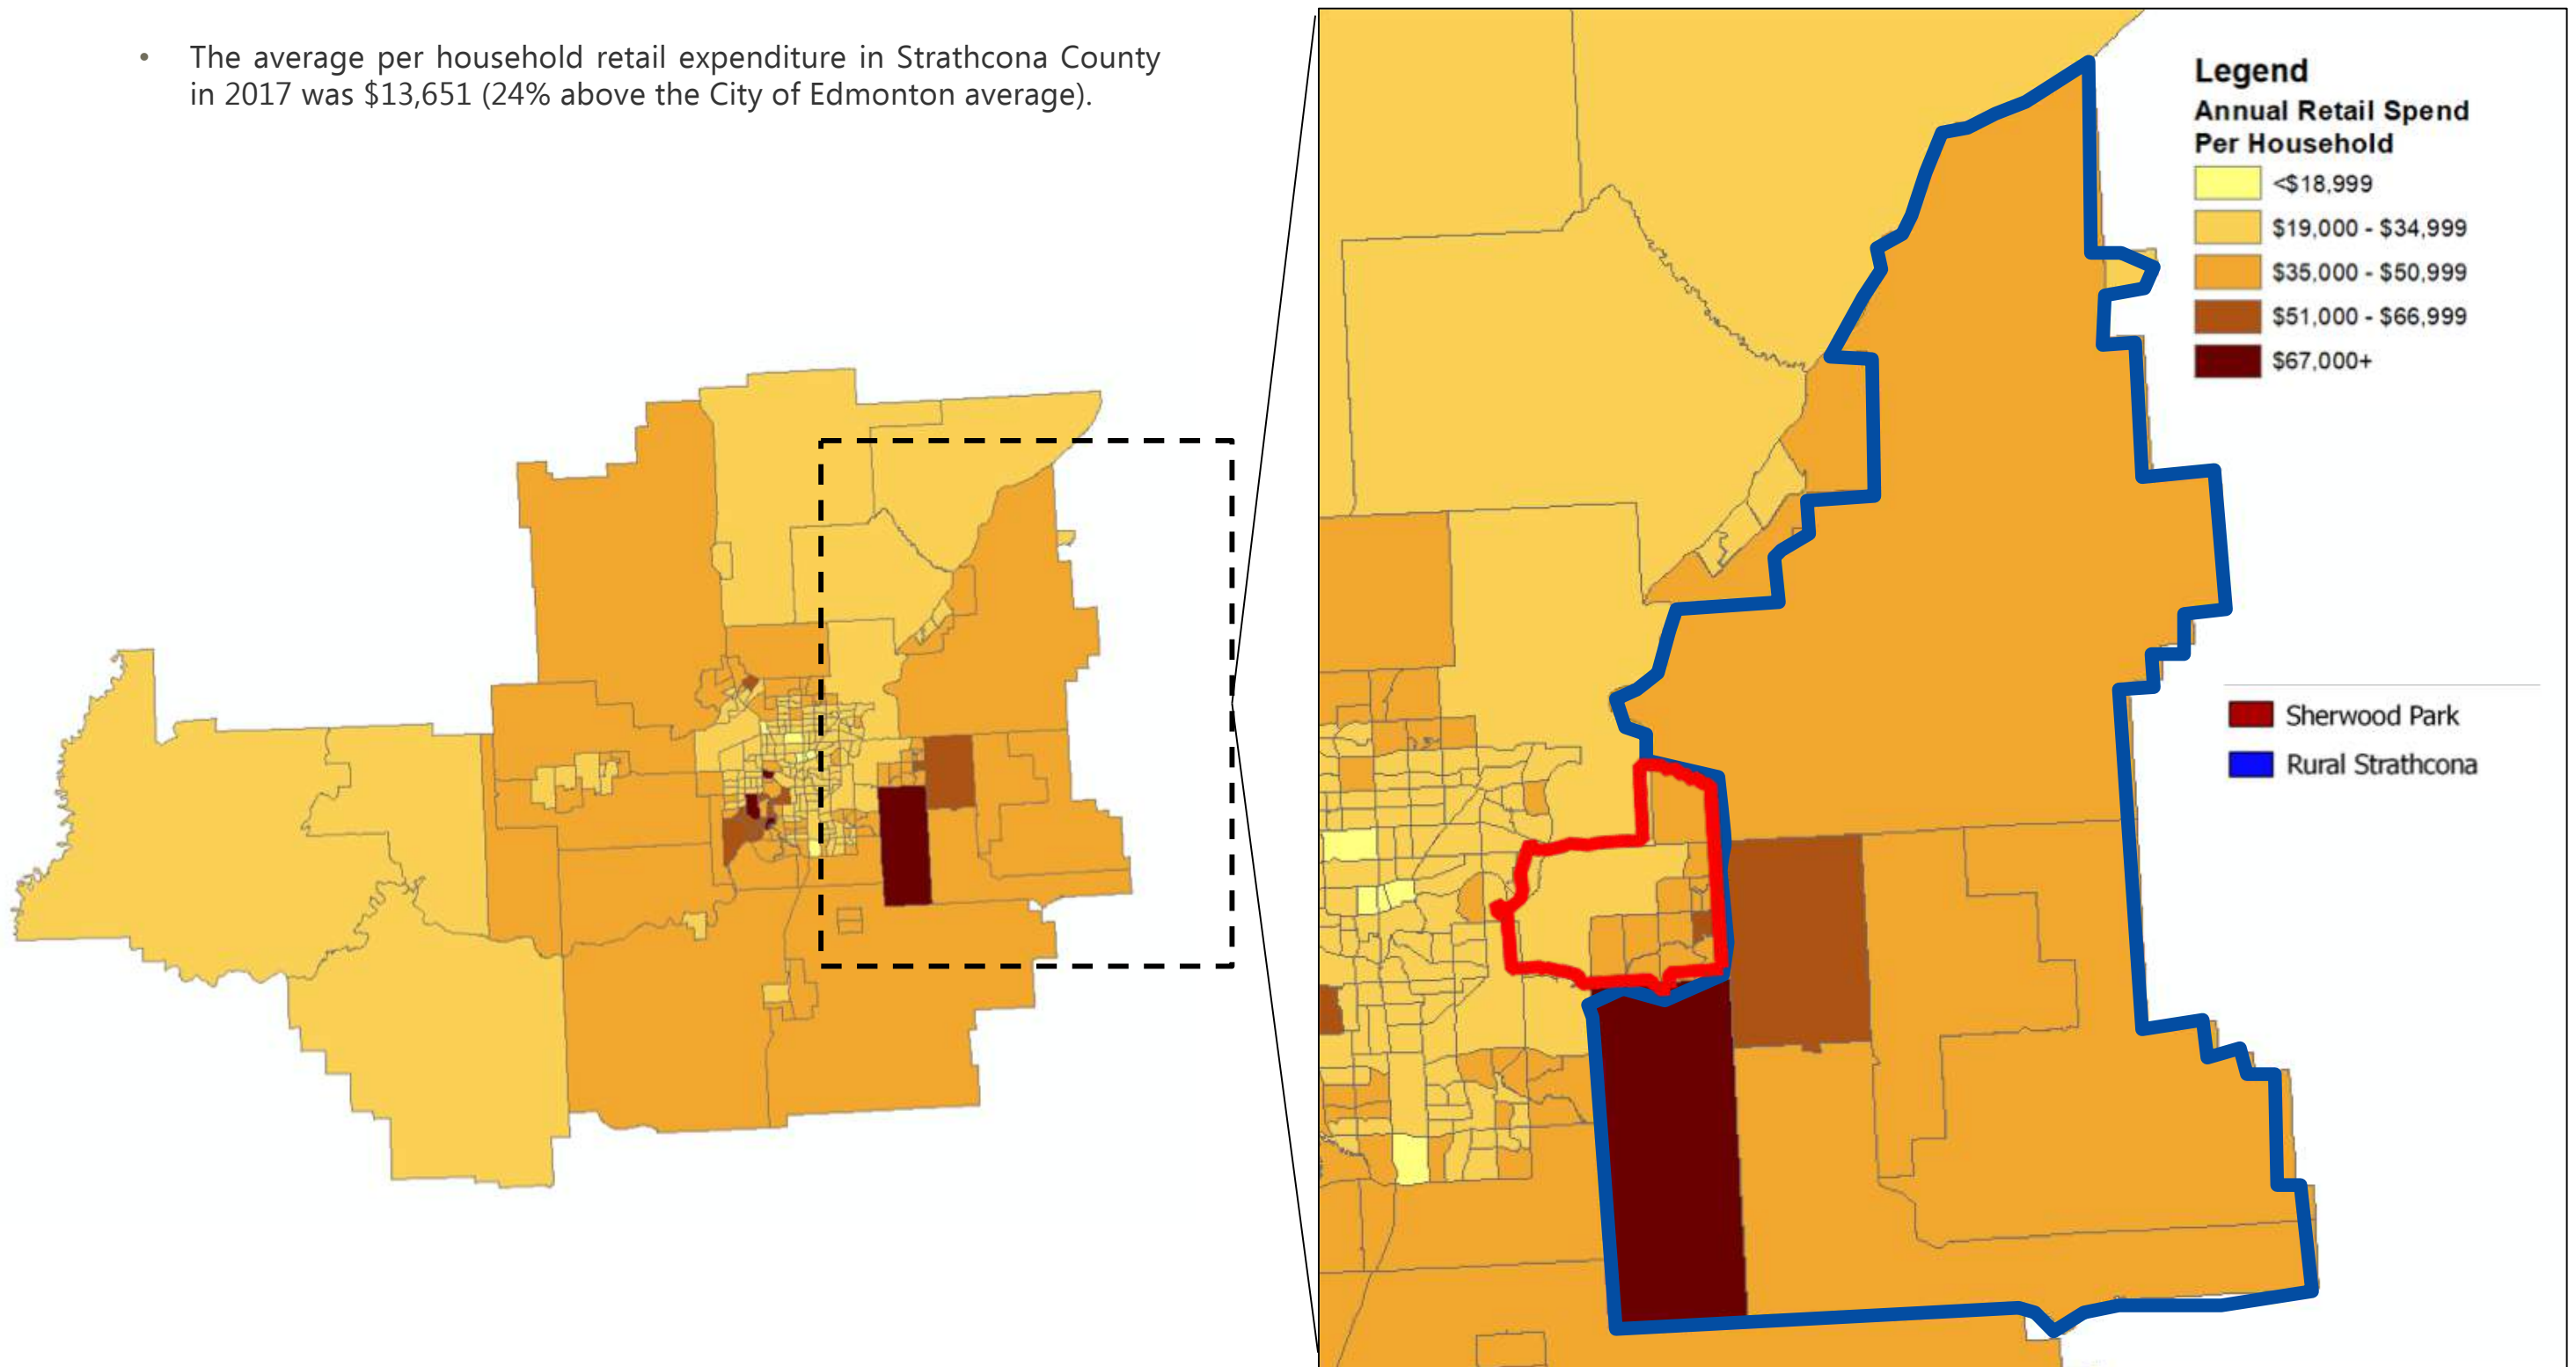 • The average per household retail expenditure in Strathcona County
in 2017 was $13,651 (24% above the City of Edmonton average).
Legend
Annual Retail Spend
Per Household
<$18,999
$19,000 - $34,999
$35,000 - $50,999
$51,000 - $66,999
$67,000+
Sherwood Park
Rural Strathcona